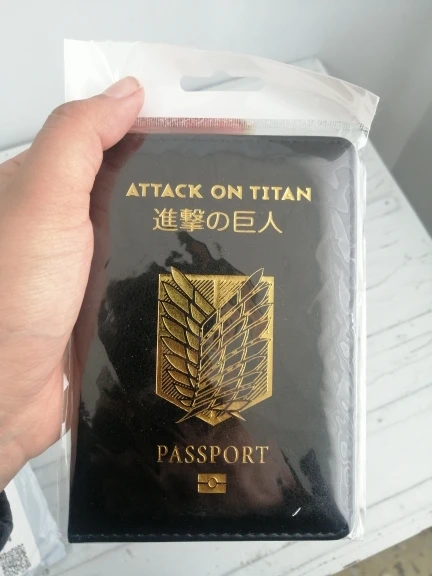 ATTACK ON TITAN
進撃の巨人
PASSPORT